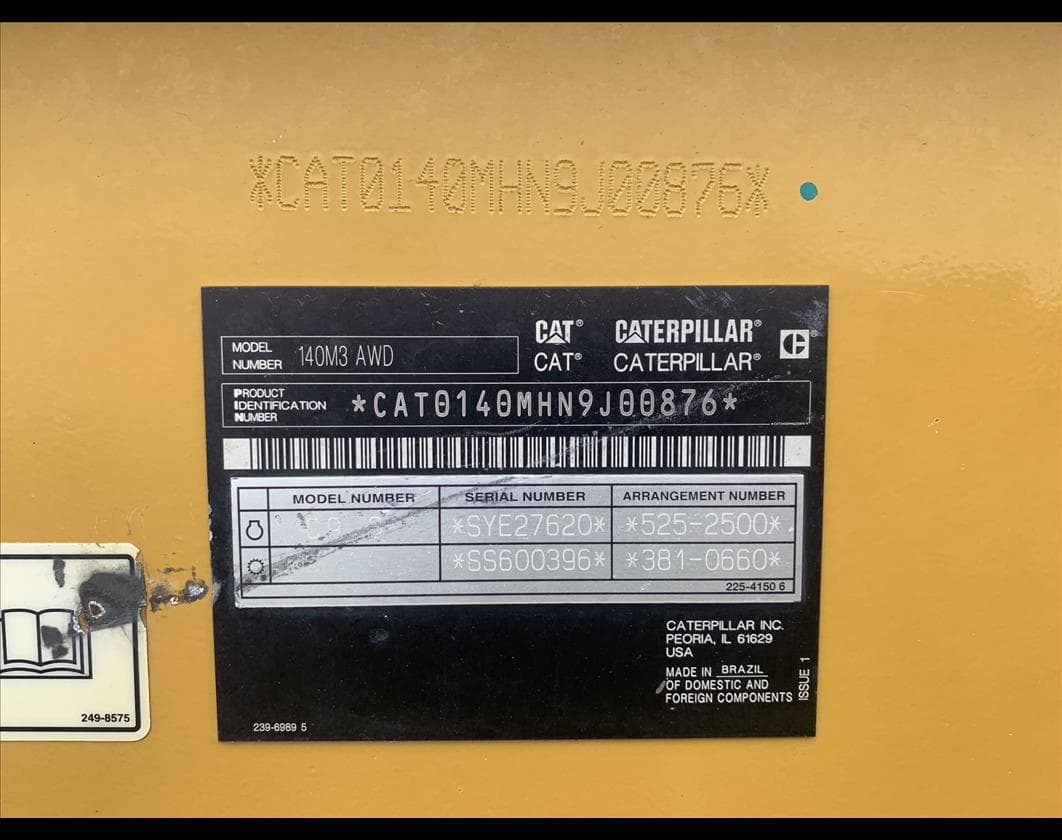 *CAT0140MHN9J00876*
CAT® CATERPILLAR®
MODEL NUMBER 140M3 AWD
CAT® CATERPILLAR®
PRODUCT IDENTIFICATION NUMBER *CAT0140MHN9J00876*
MODEL NUMBER SERIAL NUMBER ARRANGEMENT NUMBER
*SYE27620* *525-2500*
*SS600396* *381-0660*
225-4150 6
CATERPILLAR INC.
PEORIA, IL 61629
USA
MADE IN BRAZIL
OF DOMESTIC AND
FOREIGN COMPONENTS
ISSUE 1
239-6989 5
249-8575